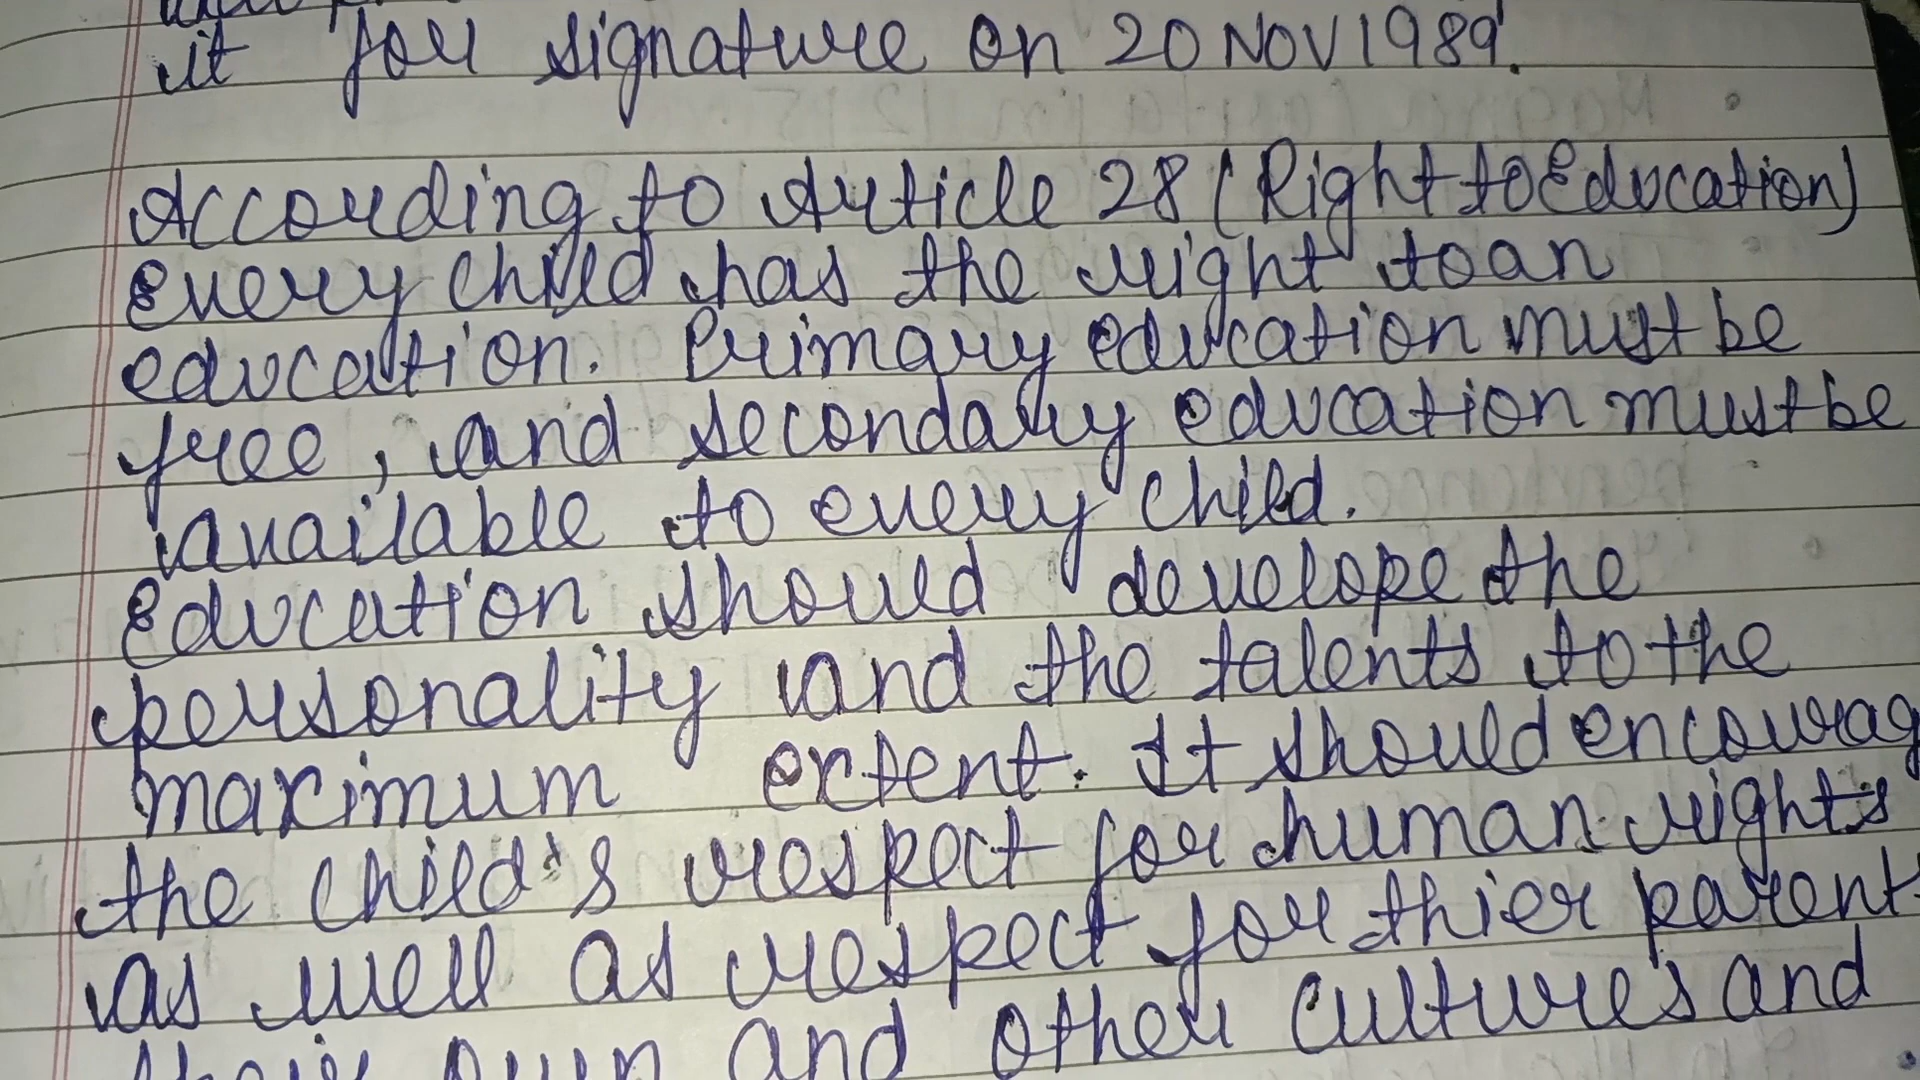 it for signature on 20 NOV 1989.
According to Article 28 (Right to Education)
Every child has the right to an
education. Primary education must be
free, and secondary education must be
available to every child.
Education should develope the
personality and the talents to the
maximum extent. It should encourag
the child's respect for human rights
as well as respect for thier parent
their own and other cultures and